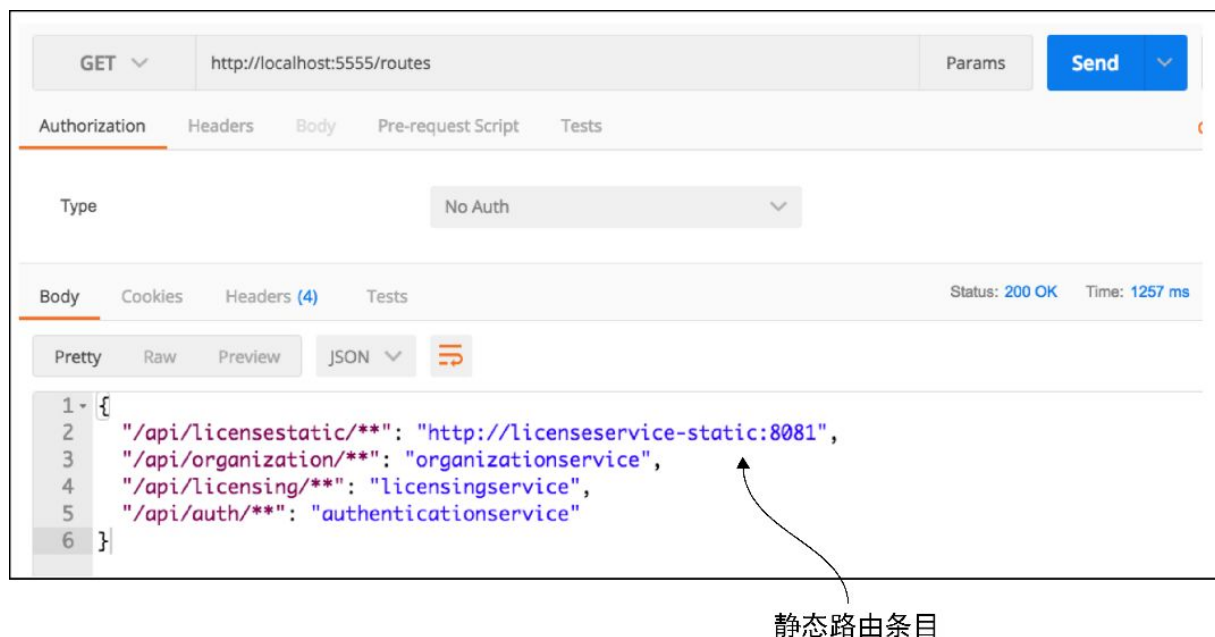 GET http://localhost:5555/routes Params Send
Authorization Headers Body Pre-request Script Tests
Type No Auth
Body Cookies Headers (4) Tests Status: 200 OK Time: 1257 ms
Pretty Raw Preview JSON
1 {
2 "/api/licensestatic/**": "http://licenseservice-static:8081",
3 "/api/organization/**": "organizationservice",
4 "/api/licensing/**": "licensingservice",
5 "/api/auth/**": "authenticationservice"
6 }
静态路由条目